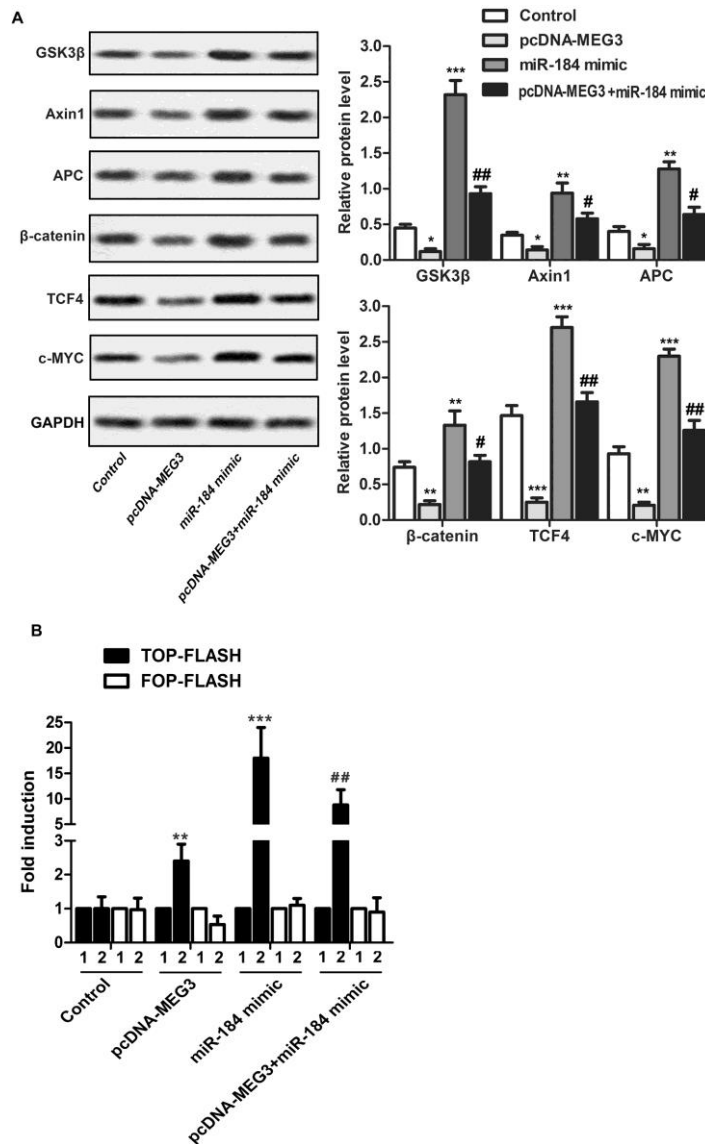 A
GSK3β
Axin1
APC
β-catenin
TCF4
c-MYC
GAPDH
Control
pcDNA-MEG3
miR-184 mimic
pcDNA-MEG3+miR-184 mimic
Control
pcDNA-MEG3
miR-184 mimic
pcDNA-MEG3+miR-184 mimic
Relative protein level
3.0
2.5
2.0
1.5
1.0
0.5
0.0
* *** ##
* ** #
* ** #
GSK3β Axin1 APC
Relative protein level
3.0
2.5
2.0
1.5
1.0
0.5
0.0
** ** #
*** *** ##
** *** ##
β-catenin TCF4 c-MYC
B
TOP-FLASH
FOP-FLASH
Fold induction
25
20
15
10
5
3
2
1
0
** *** ##
1 2 1 2 1 2 1 2 1 2 1 2 1 2 1 2
Control
pcDNA-MEG3
miR-184 mimic
pcDNA-MEG3+miR-184 mimic